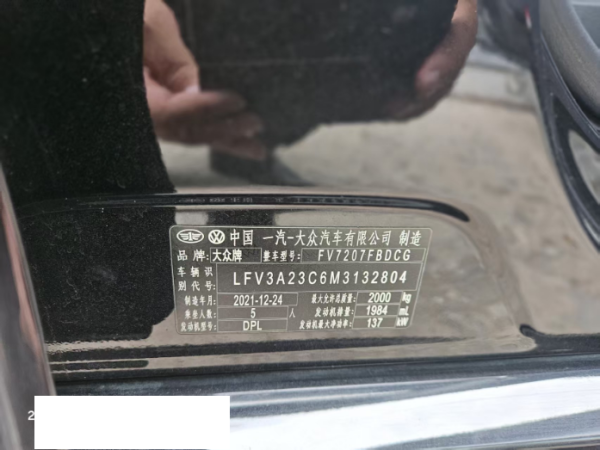 中国 一汽-大众汽车有限公司 制造
品牌: 大众牌 整车型号: FV7207FBDCG
车辆识别代号: LFV3A23C6M3132804
制造年月 2021-12-24 最大允许总质量: 2000 kg
乘坐人数: 5 人 发动机排量: 1984 mL
发动机型号: DPL 发动机最大净功率: 137 kW